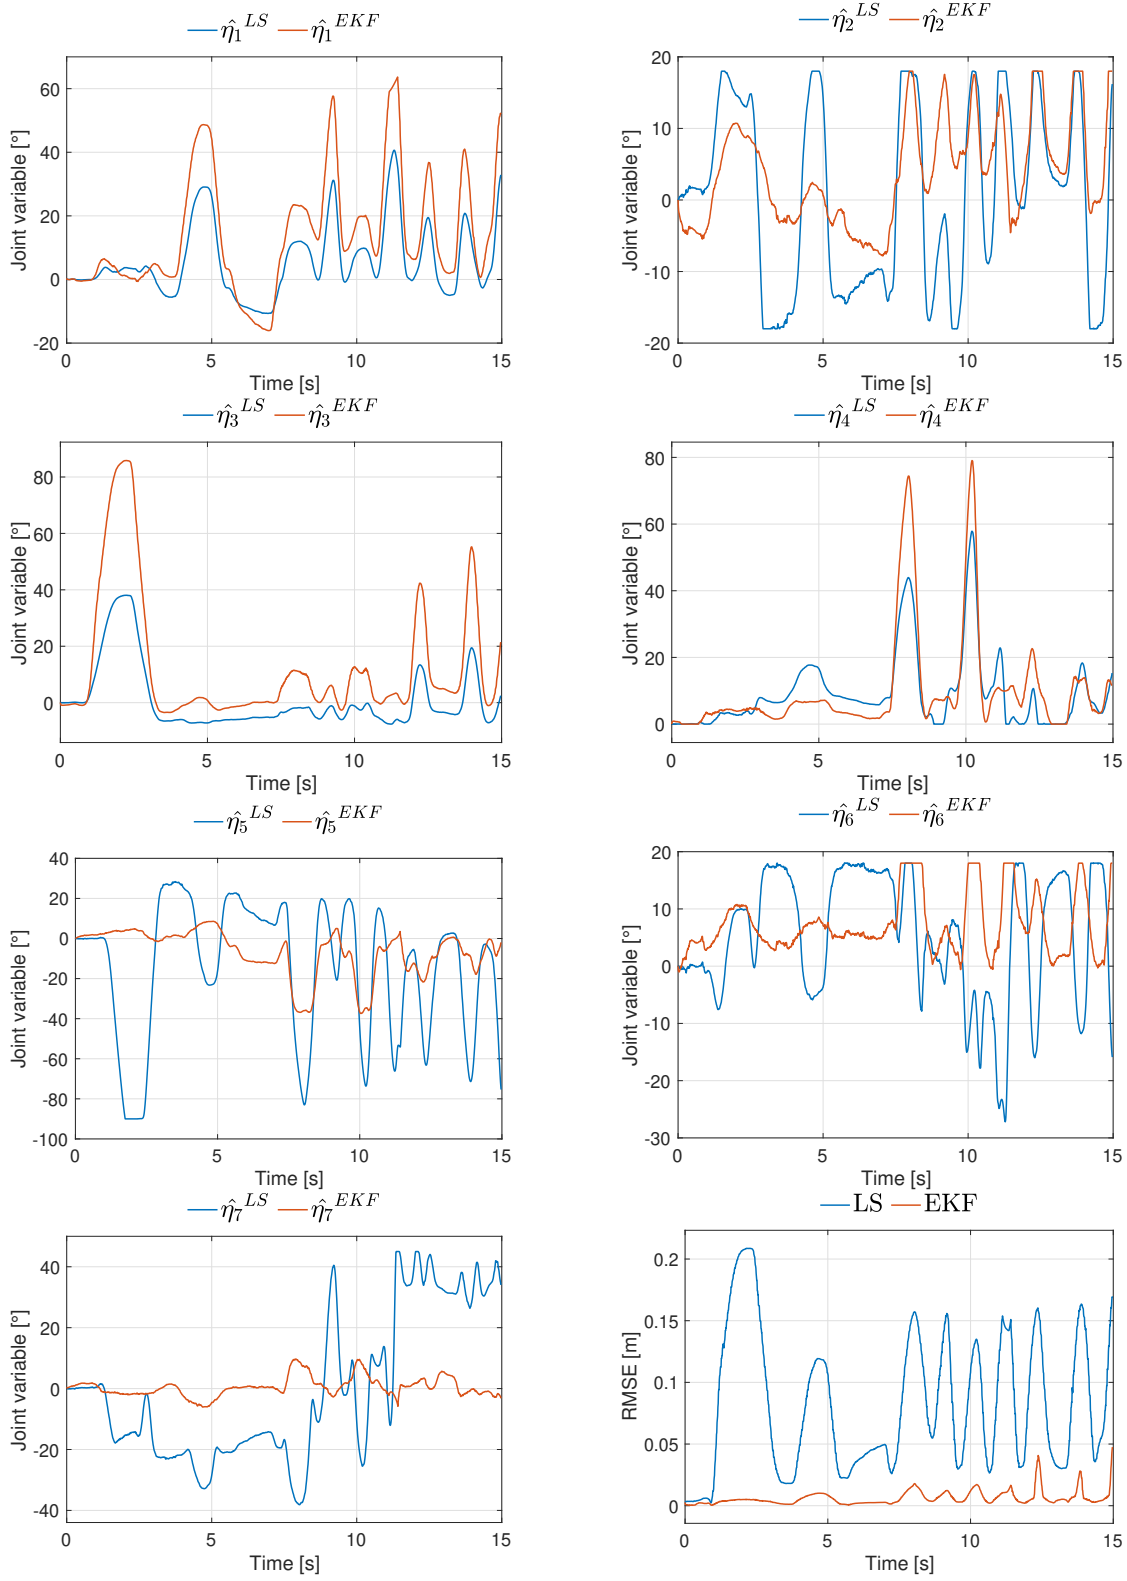 η̂₁^LS η̂₁^EKF
60
40
20
0
-20
0 5 10 15
Joint variable [°]
Time [s]
η̂₂^LS η̂₂^EKF
20
10
0
-10
-20
0 5 10 15
Joint variable [°]
Time [s]
η̂₃^LS η̂₃^EKF
80
60
40
20
0
0 5 10 15
Joint variable [°]
Time [s]
η̂₄^LS η̂₄^EKF
80
60
40
20
0
0 5 10 15
Joint variable [°]
Time [s]
η̂₅^LS η̂₅^EKF
40
20
0
-20
-40
-60
-80
-100
0 5 10 15
Joint variable [°]
Time [s]
η̂₆^LS η̂₆^EKF
20
10
0
-10
-20
-30
0 5 10 15
Joint variable [°]
Time [s]
η̂₇^LS η̂₇^EKF
40
20
0
-20
-40
0 5 10 15
Joint variable [°]
Time [s]
LS EKF
0.2
0.15
0.1
0.05
0
0 5 10 15
RMSE [m]
Time [s]